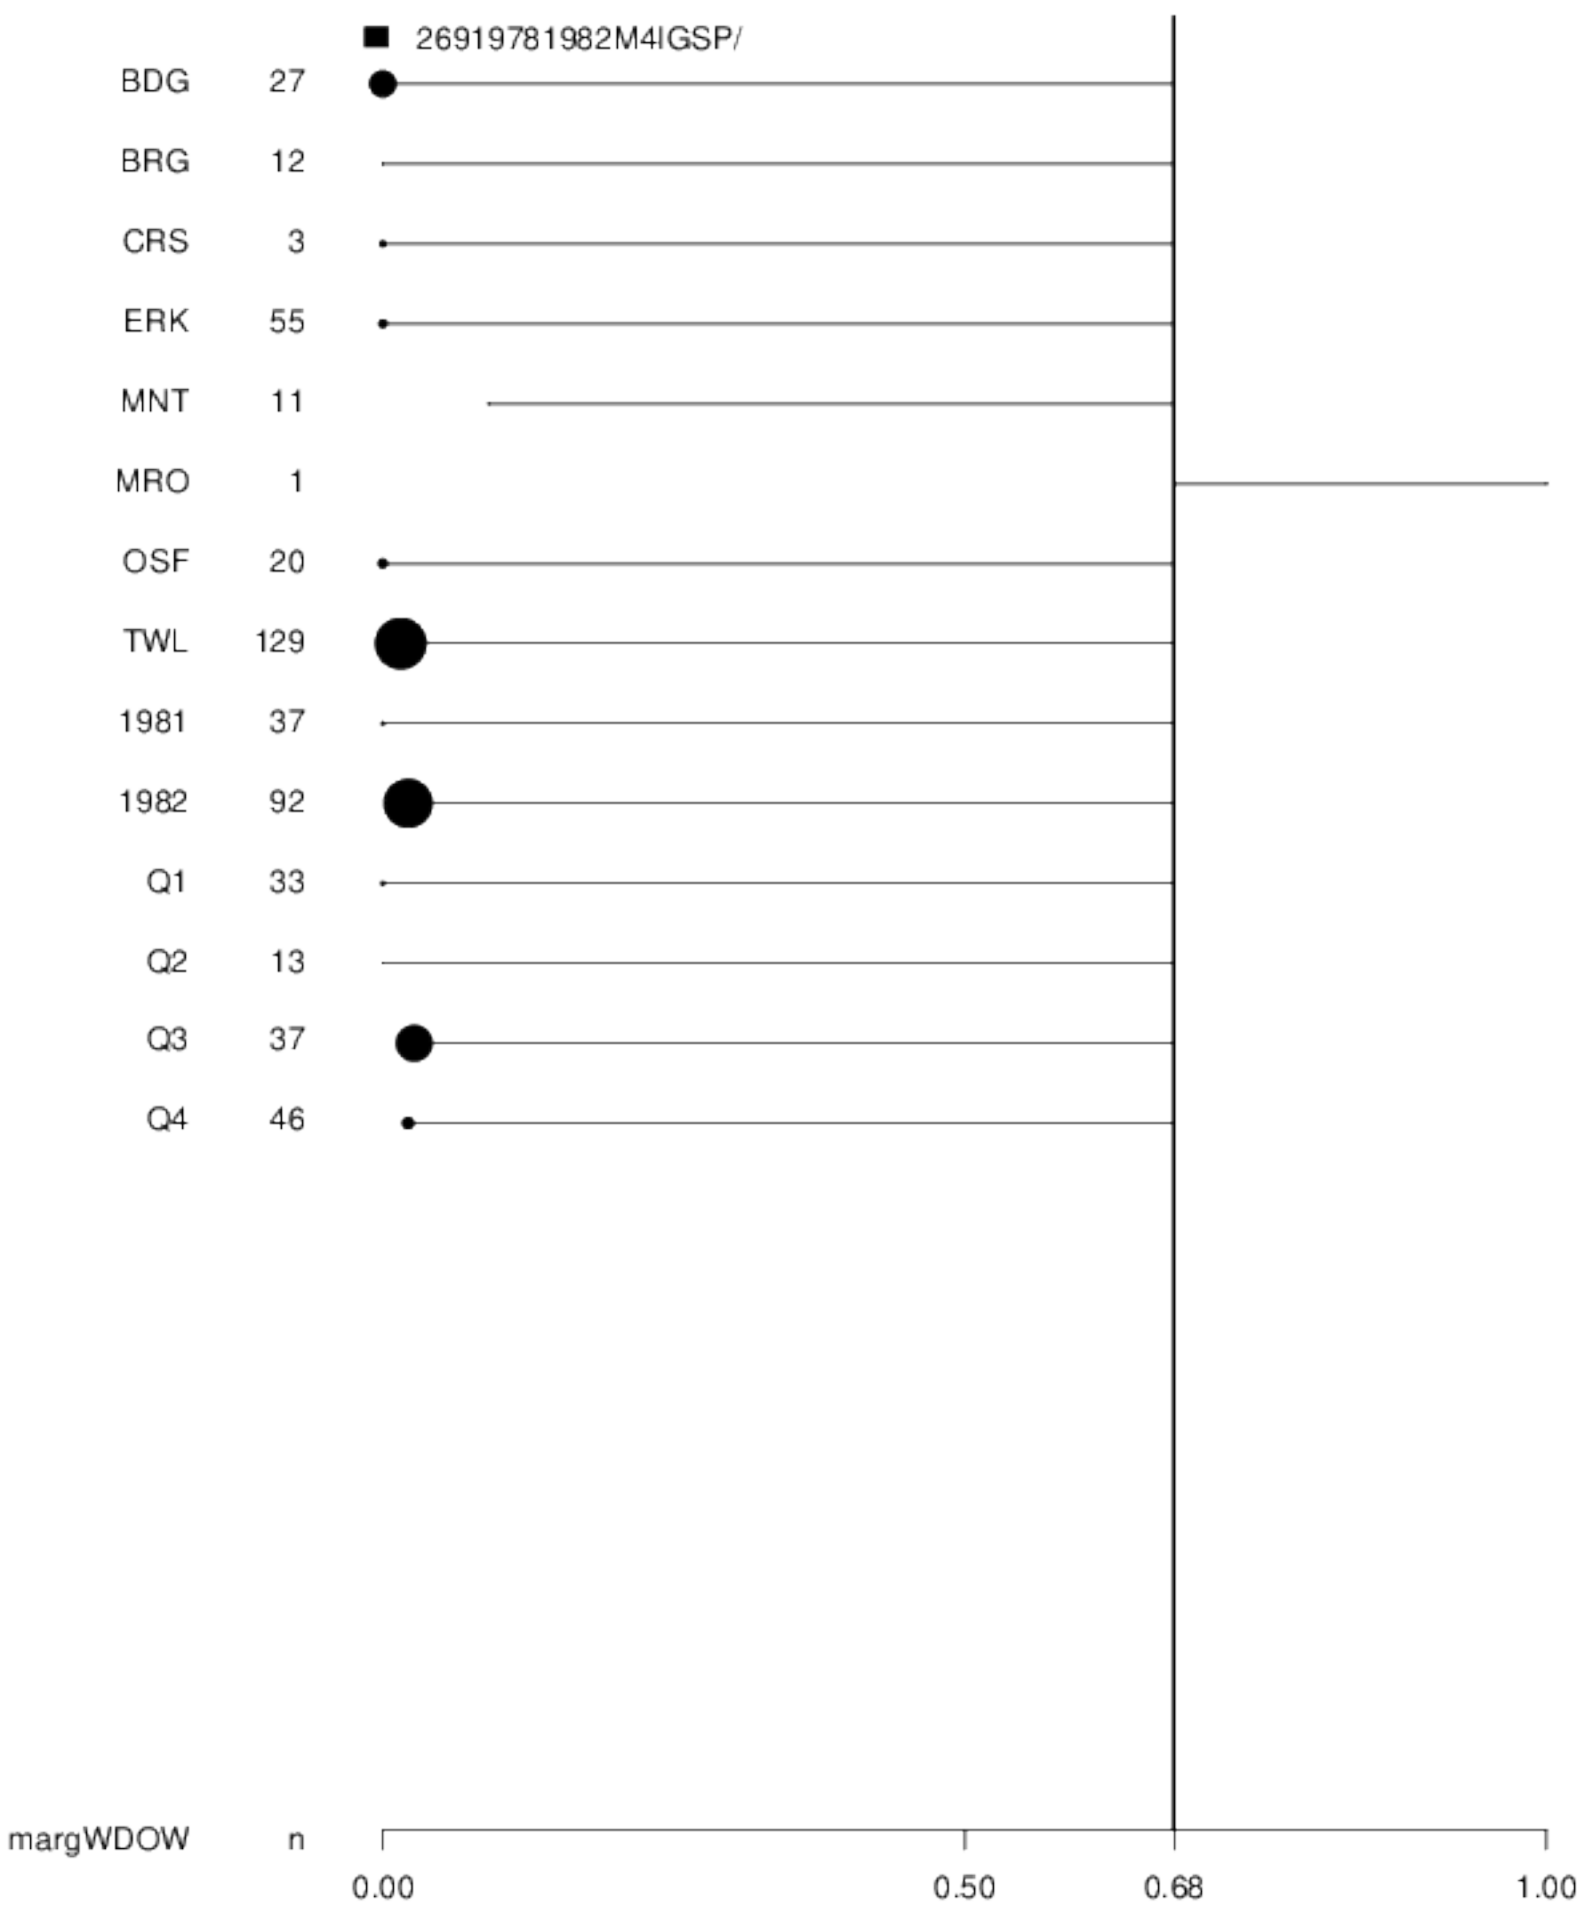 26919781982M4IGSP/
BDG 27
BRG 12
CRS 3
ERK 55
MNT 11
MRO 1
OSF 20
TWL 129
1981 37
1982 92
Q1 33
Q2 13
Q3 37
Q4 46
margWDOW n
0.00 0.50 0.68 1.00